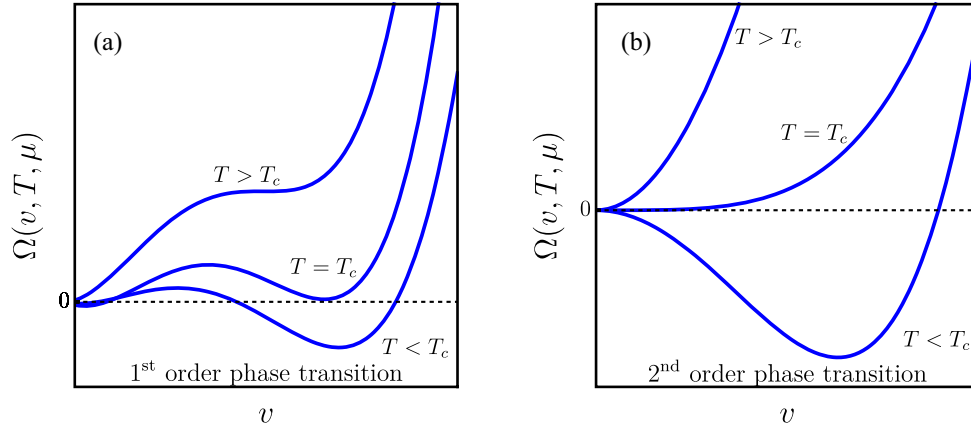 (a)
Ω(v, T, μ)
T > T_c
T = T_c
0
T < T_c
1ˢᵗ order phase transition
v
(b)
Ω(v, T, μ)
T > T_c
T = T_c
0
T < T_c
2ⁿᵈ order phase transition
v